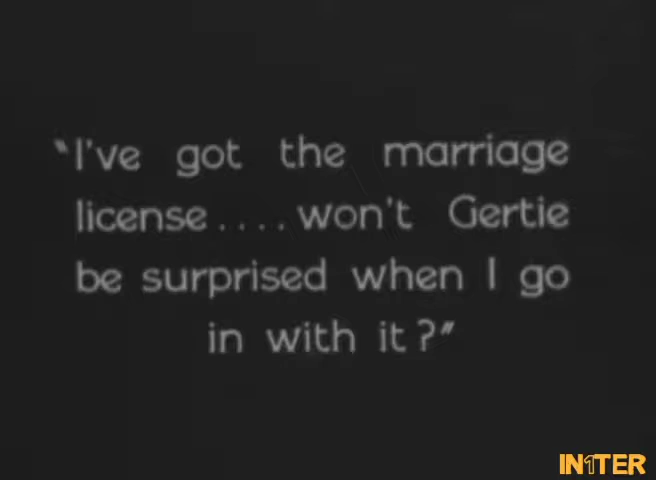 "I've got the marriage
license.... won't Gertie
be surprised when I go
in with it?"
IN1TER